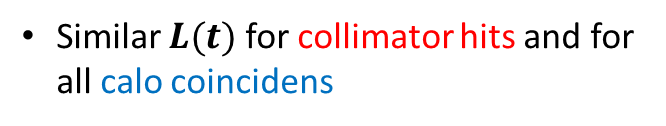 • Similar L(t) for collimator hits and for
all calo coincidens